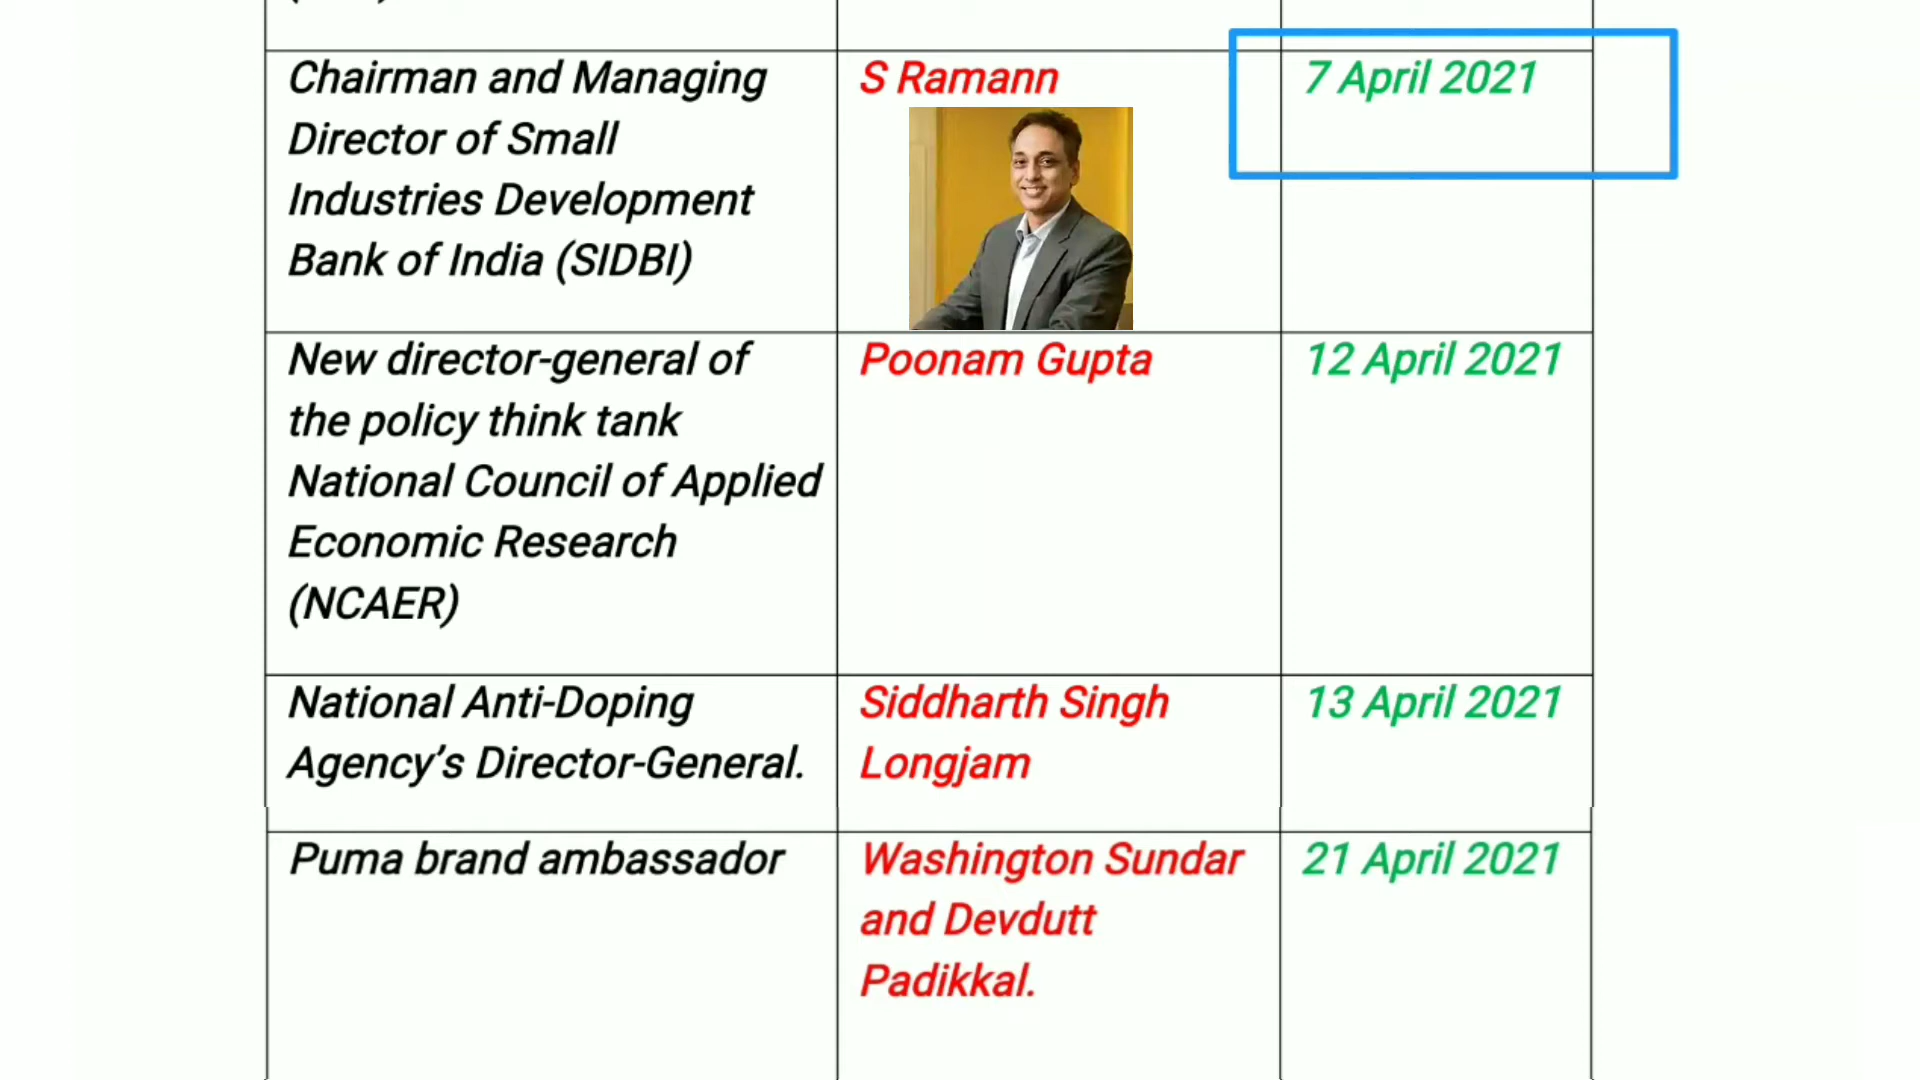 Chairman and Managing
Director of Small
Industries Development
Bank of India (SIDBI)
S Ramann
7 April 2021
New director-general of
the policy think tank
National Council of Applied
Economic Research
(NCAER)
Poonam Gupta
12 April 2021
National Anti-Doping
Agency’s Director-General.
Siddharth Singh
Longjam
13 April 2021
Puma brand ambassador
Washington Sundar
and Devdutt
Padikkal.
21 April 2021